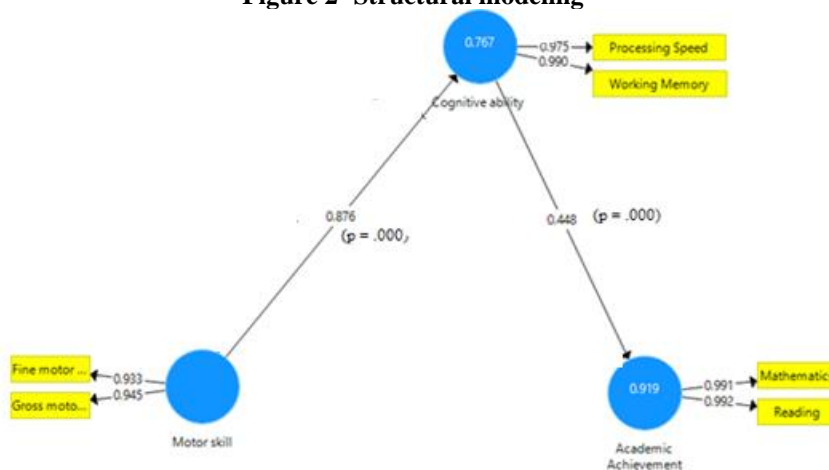 Figure 2- Structural modeling
0.767
0.975
Processing Speed
0.990
Working Memory
Cognitive ability
0.876
(p = .000,
0.448
(p = .000)
Fine motor ...
0.933
Gross moto...
0.945
Motor skill
0.919
0.991
Mathematic
0.992
Reading
Academic
Achievement